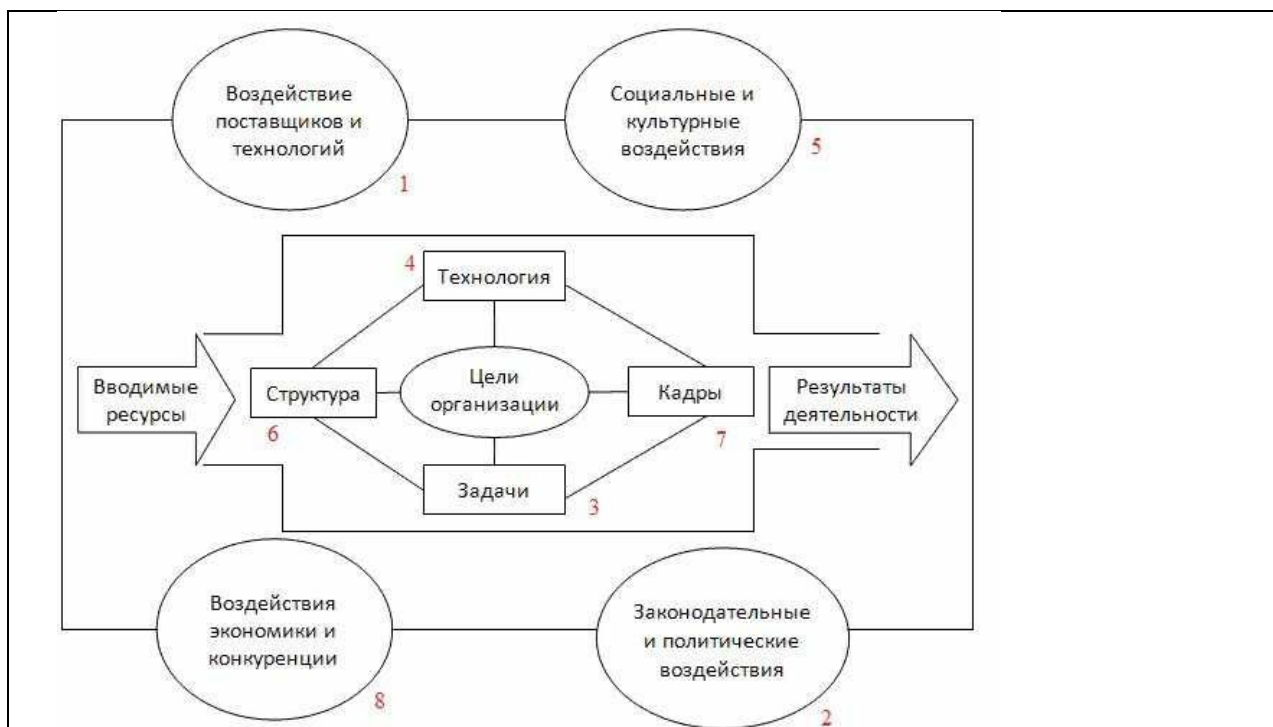 Воздействие
поставщиков и
технологий
1
Социальные и
культурные
воздействия
5
4
Технология
Вводимые
ресурсы
Структура
6
Цели
организации
Кадры
7
Результаты
деятельности
Задачи
3
Воздействия
экономики и
конкуренции
8
Законодательные
и политические
воздействия
2